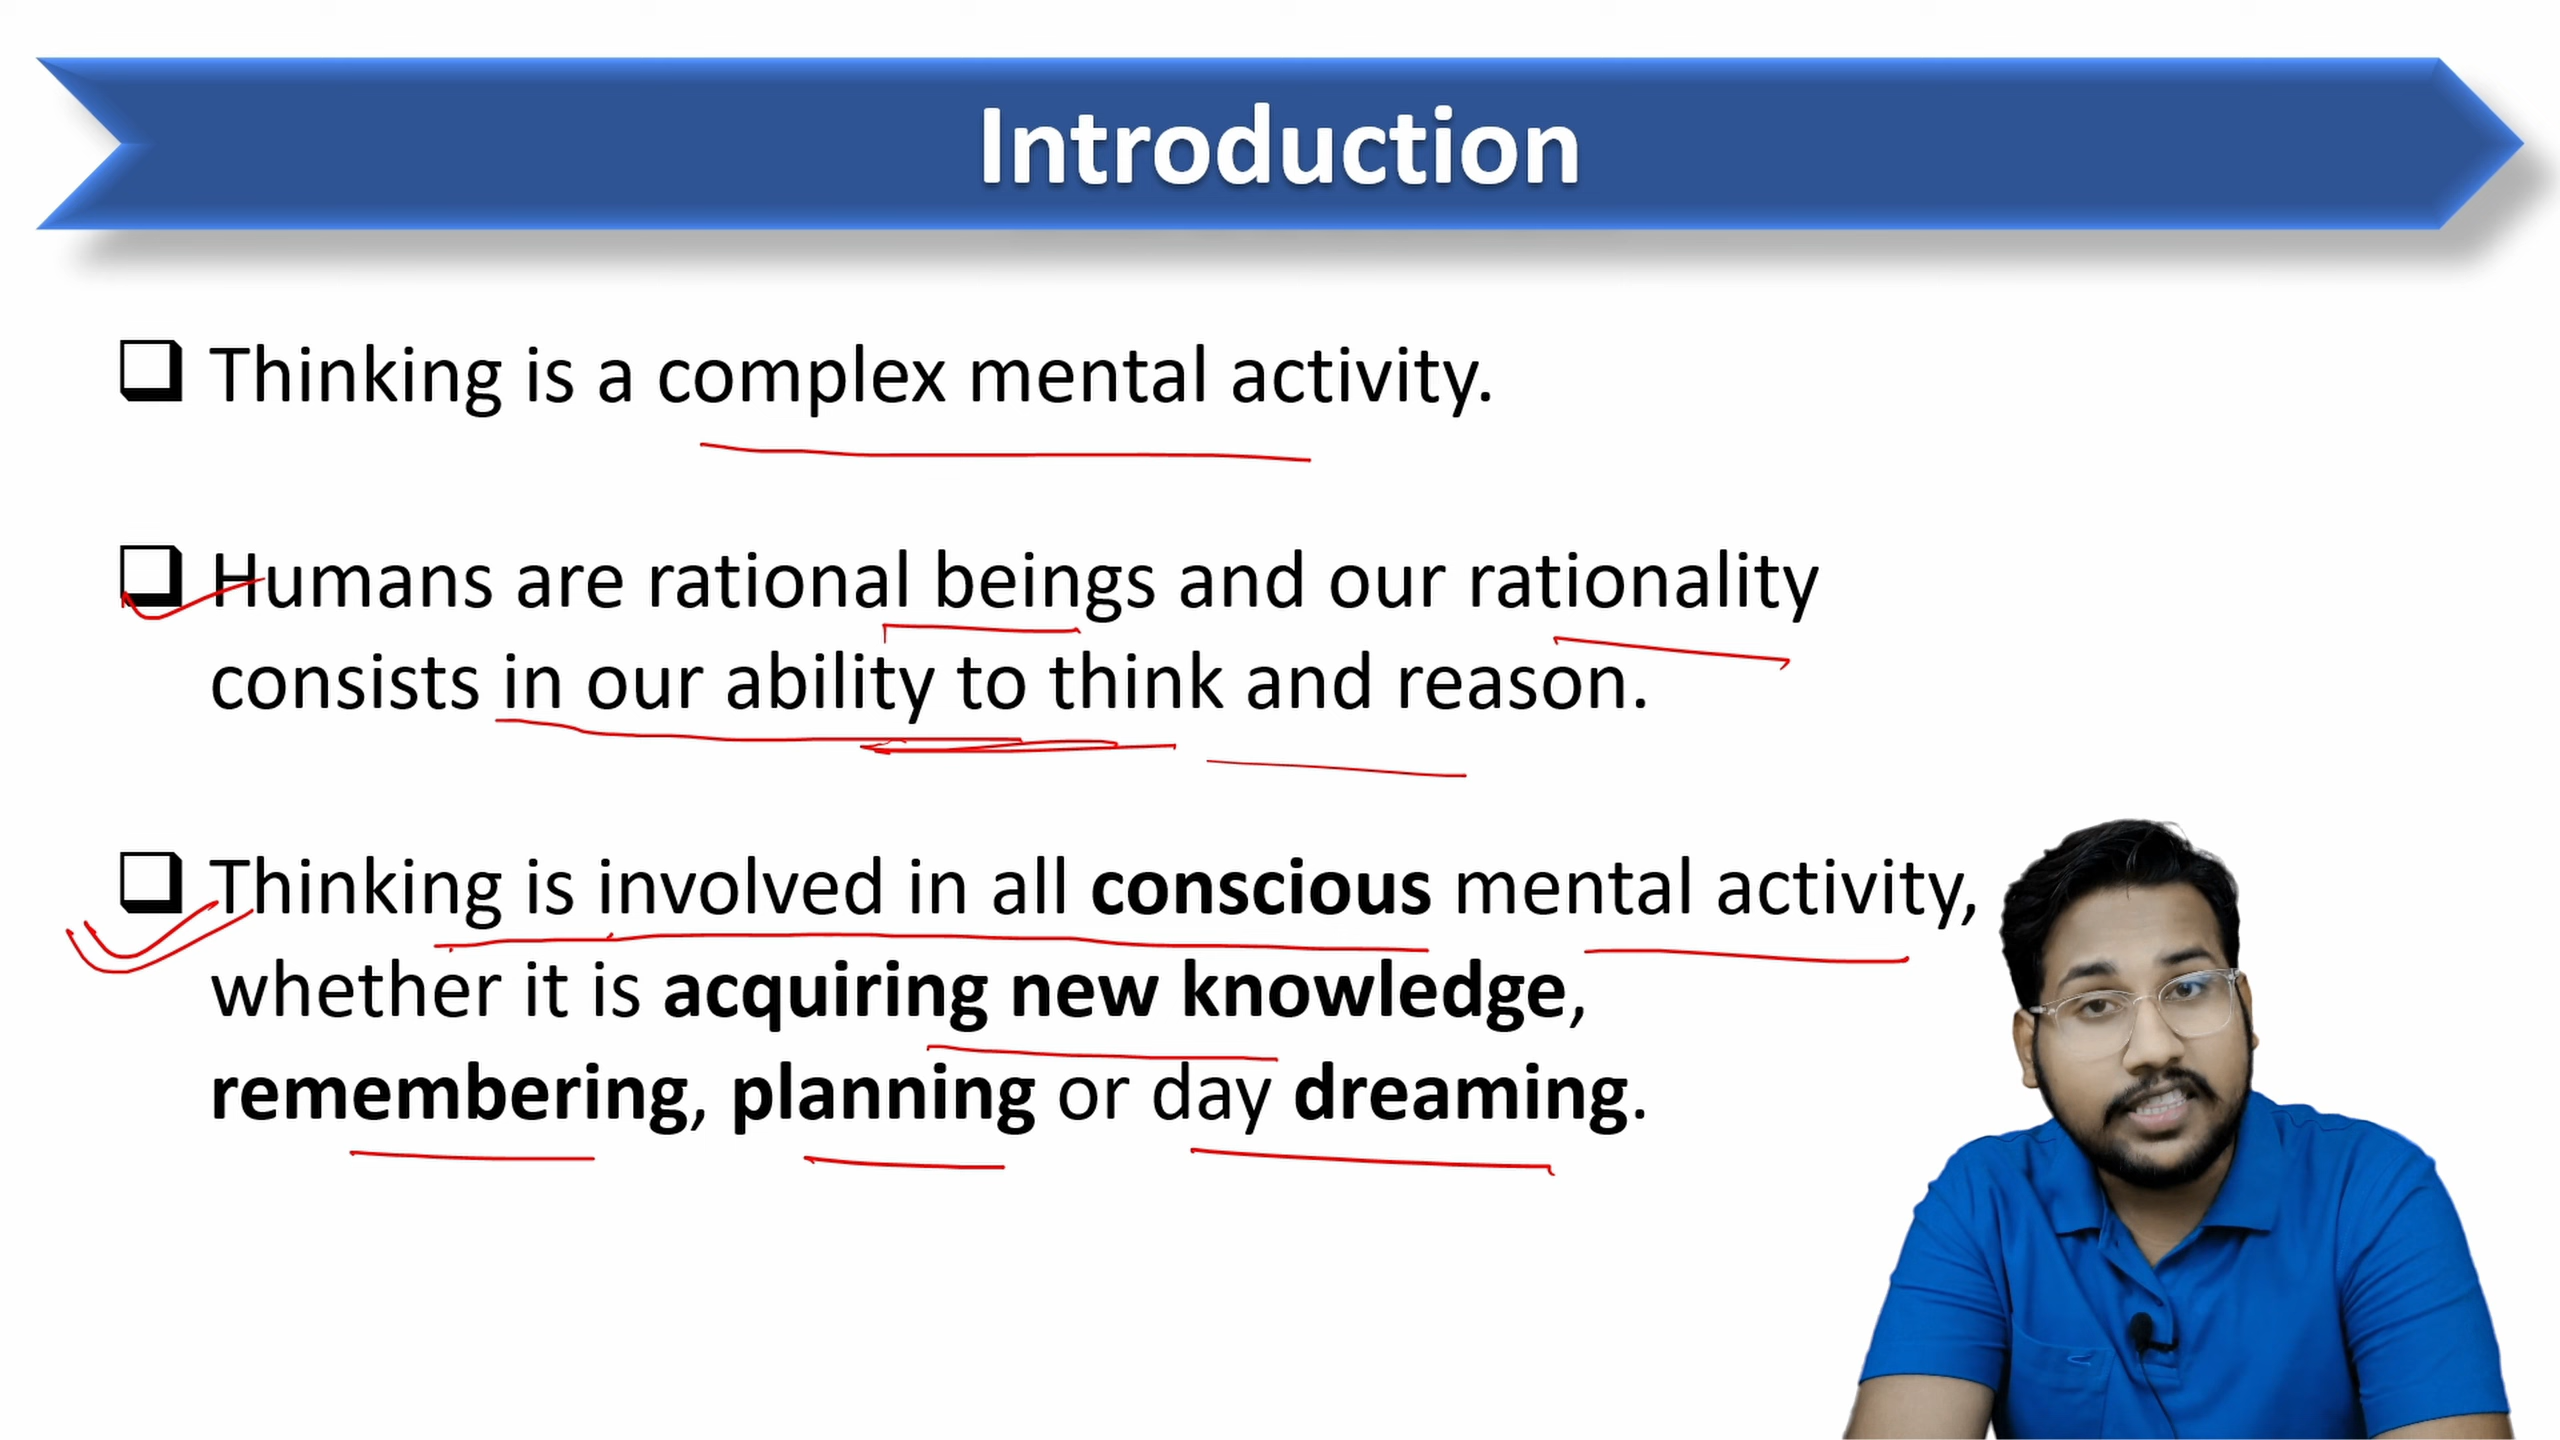 Introduction
Thinking is a complex mental activity.
Humans are rational beings and our rationality
consists in our ability to think and reason.
Thinking is involved in all conscious mental activity,
whether it is acquiring new knowledge,
remembering, planning or day dreaming.